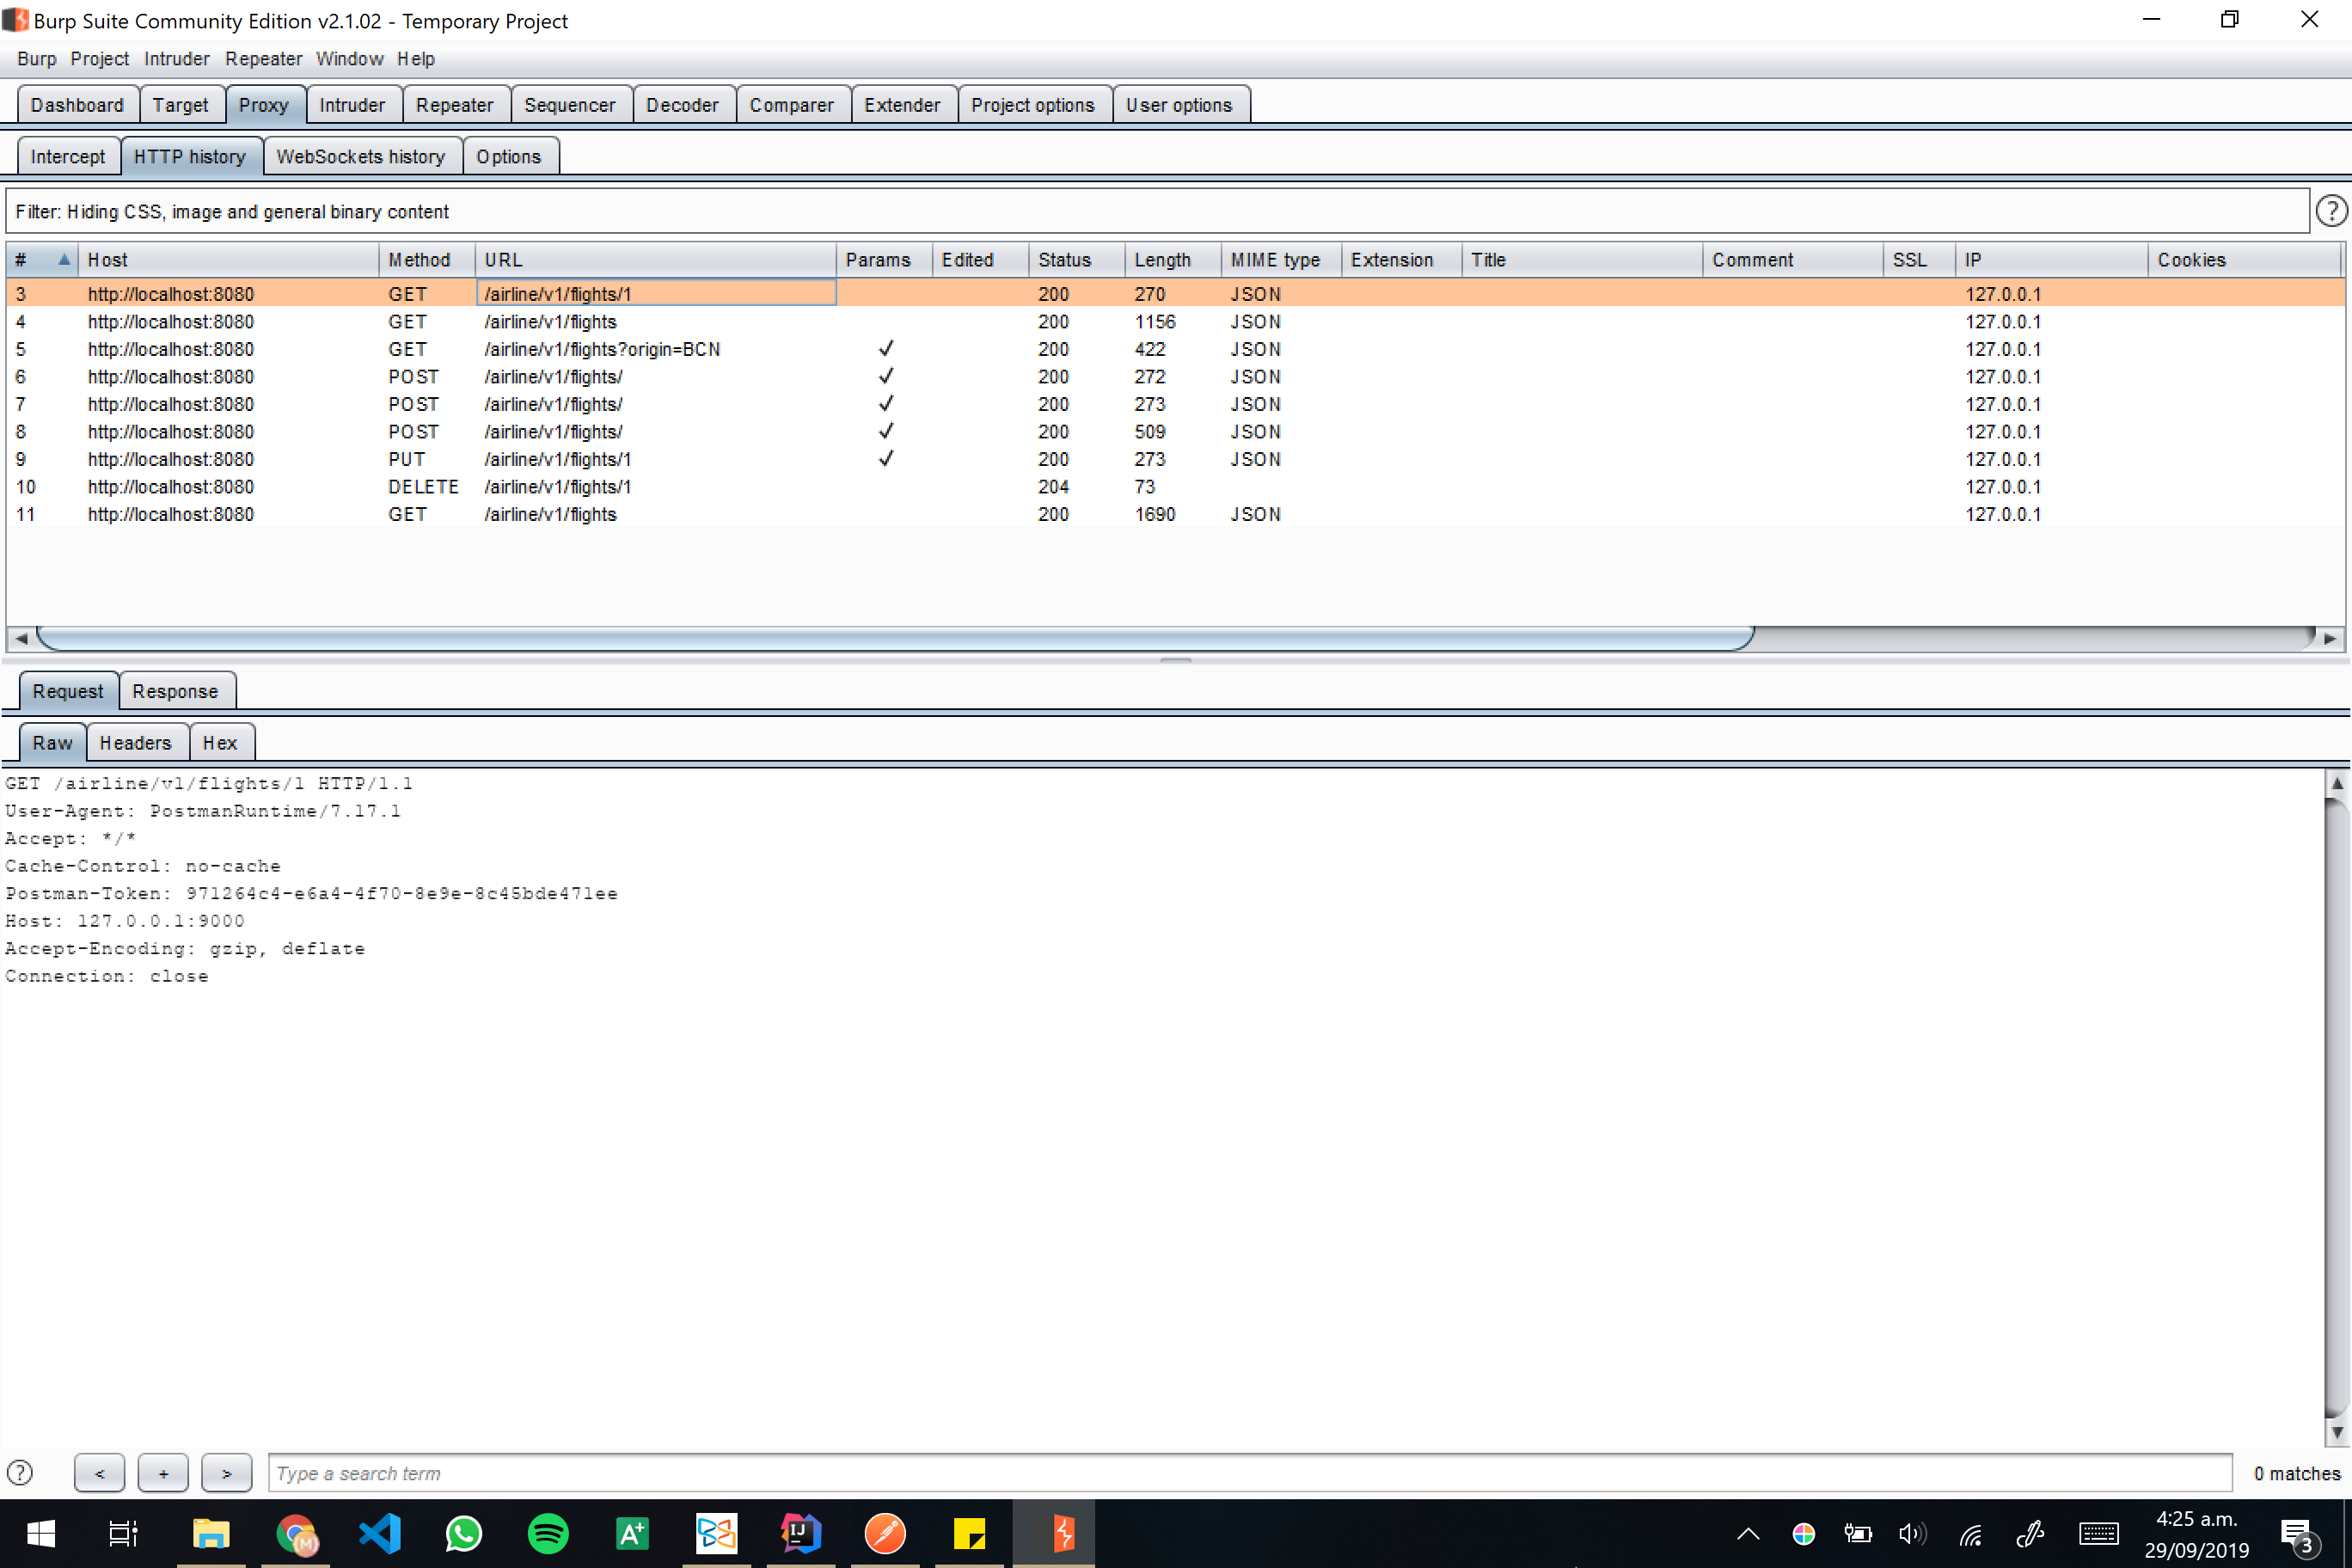 Burp Suite Community Edition v2.1.02 - Temporary Project
Burp Project Intruder Repeater Window Help
Dashboard Target Proxy Intruder Repeater Sequencer Decoder Comparer Extender Project options User options
Intercept HTTP history WebSockets history Options
Filter: Hiding CSS, image and general binary content ?
# Host Method URL Params Edited Status Length MIME type Extension Title Comment SSL IP Cookies
3 http://localhost:8080 GET /airline/v1/flights/1 200 270 JSON 127.0.0.1
4 http://localhost:8080 GET /airline/v1/flights 200 1156 JSON 127.0.0.1
5 http://localhost:8080 GET /airline/v1/flights?origin=BCN ✓ 200 422 JSON 127.0.0.1
6 http://localhost:8080 POST /airline/v1/flights/ ✓ 200 272 JSON 127.0.0.1
7 http://localhost:8080 POST /airline/v1/flights/ ✓ 200 273 JSON 127.0.0.1
8 http://localhost:8080 POST /airline/v1/flights/ ✓ 200 509 JSON 127.0.0.1
9 http://localhost:8080 PUT /airline/v1/flights/1 ✓ 200 273 JSON 127.0.0.1
10 http://localhost:8080 DELETE /airline/v1/flights/1 204 73 127.0.0.1
11 http://localhost:8080 GET /airline/v1/flights 200 1690 JSON 127.0.0.1
Request Response
Raw Headers Hex
GET /airline/v1/flights/1 HTTP/1.1
User-Agent: PostmanRuntime/7.17.1
Accept: */*
Cache-Control: no-cache
Postman-Token: 971264c4-e6a4-4f70-8e9e-8c45bde471ee
Host: 127.0.0.1:9000
Accept-Encoding: gzip, deflate
Connection: close
? < + > Type a search term 0 matches
M A+ IJ
4:25 a.m.
29/09/2019
3